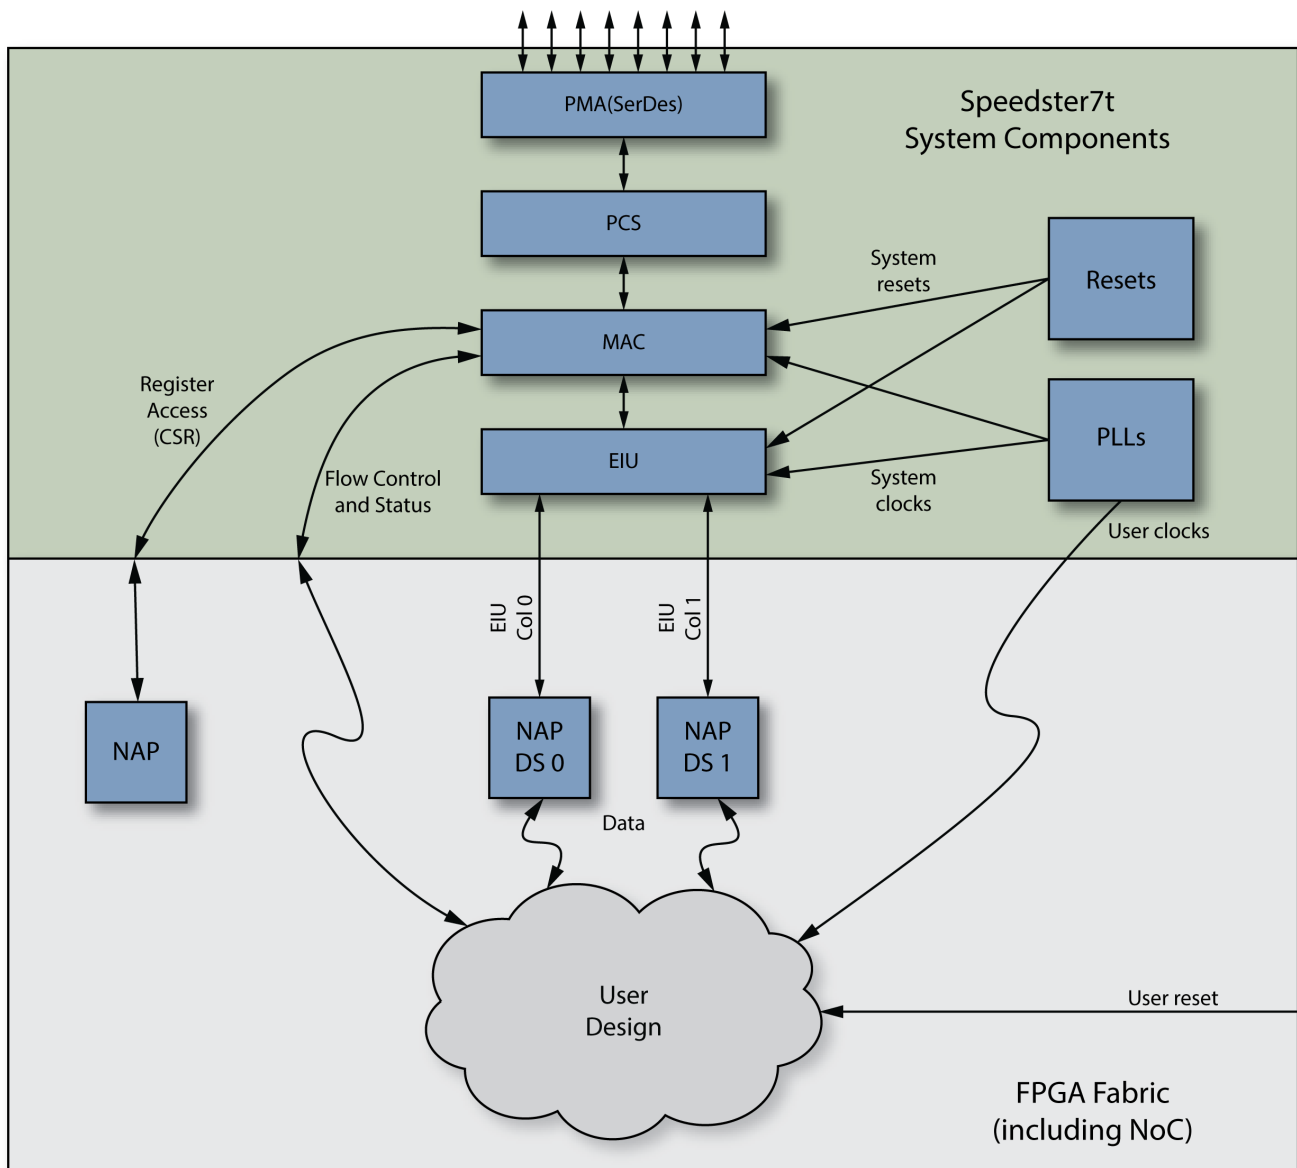 PMA(SerDes)
Speedster7t
System Components
PCS
System
resets
Resets
MAC
Register
Access
(CSR)
PLLs
EIU
Flow Control
and Status
System
clocks
User clocks
EIU
Col 0
EIU
Col 1
NAP
NAP
DS 0
NAP
DS 1
Data
User
Design
User reset
FPGA Fabric
(including NoC)